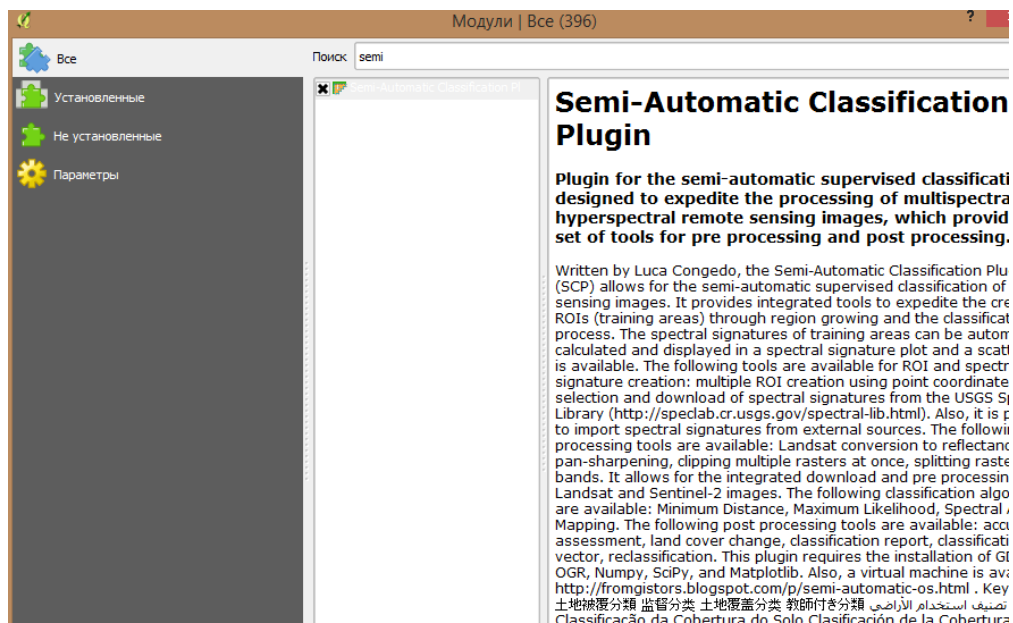 Модули | Все (396)
?
Все
Установленные
Не установленные
Параметры
Поиск semi
Semi-Automatic Classification Pl
Semi-Automatic Classification
Plugin
Plugin for the semi-automatic supervised classificati
designed to expedite the processing of multispectra
hyperspectral remote sensing images, which provid
set of tools for pre processing and post processing.
Written by Luca Congedo, the Semi-Automatic Classification Plu
(SCP) allows for the semi-automatic supervised classification of
sensing images. It provides integrated tools to expedite the cre
ROIs (training areas) through region growing and the classificat
process. The spectral signatures of training areas can be autom
calculated and displayed in a spectral signature plot and a scatt
is available. The following tools are available for ROI and spectr
signature creation: multiple ROI creation using point coordinate
selection and download of spectral signatures from the USGS Sp
Library (http://speclab.cr.usgs.gov/spectral-lib.html). Also, it is p
to import spectral signatures from external sources. The followin
processing tools are available: Landsat conversion to reflectanc
pan-sharpening, clipping multiple rasters at once, splitting raste
bands. It allows for the integrated download and pre processin
Landsat and Sentinel-2 images. The following classification algo
are available: Minimum Distance, Maximum Likelihood, Spectral A
Mapping. The following post processing tools are available: accu
assessment, land cover change, classification report, classificati
vector, reclassification. This plugin requires the installation of GD
OGR, Numpy, SciPy, and Matplotlib. Also, a virtual machine is ava
http://fromgistors.blogspot.com/p/semi-automatic-os.html . Key
土地被覆分類 监督分类 土地覆盖分类 教師付き分類 تصنيف استخدام الأراضي
Classificação da Cobertura do Solo Clasificación de la Cobertura